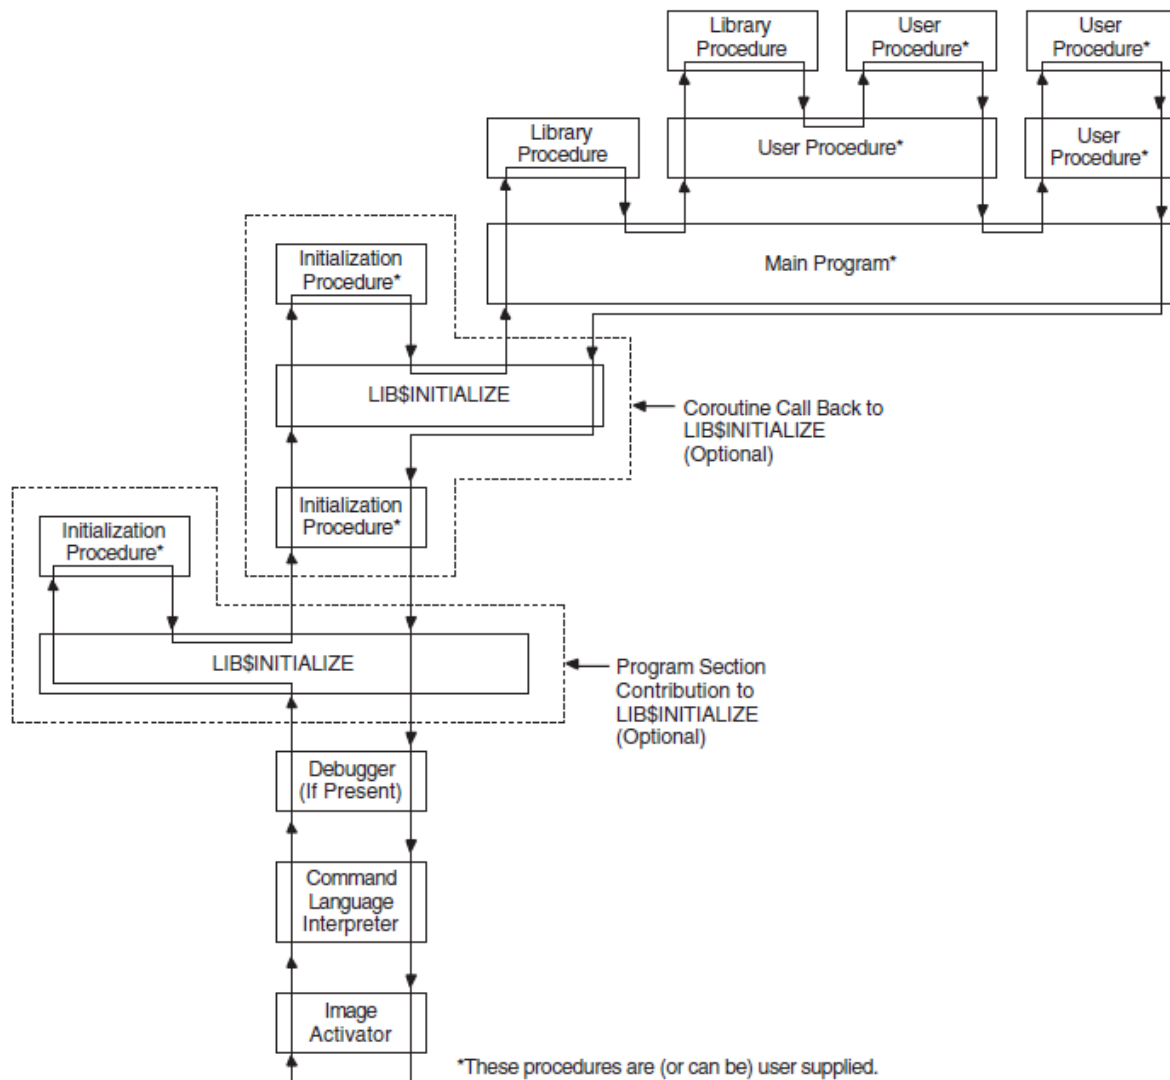 Library
Procedure
User
Procedure*
User
Procedure*
Library
Procedure
User Procedure*
User
Procedure*
Initialization
Procedure*
Main Program*
LIB$INITIALIZE
Coroutine Call Back to
LIB$INITIALIZE
(Optional)
Initialization
Procedure*
Initialization
Procedure*
LIB$INITIALIZE
Program Section
Contribution to
LIB$INITIALIZE
(Optional)
Debugger
(If Present)
Command
Language
Interpreter
Image
Activator
*These procedures are (or can be) user supplied.